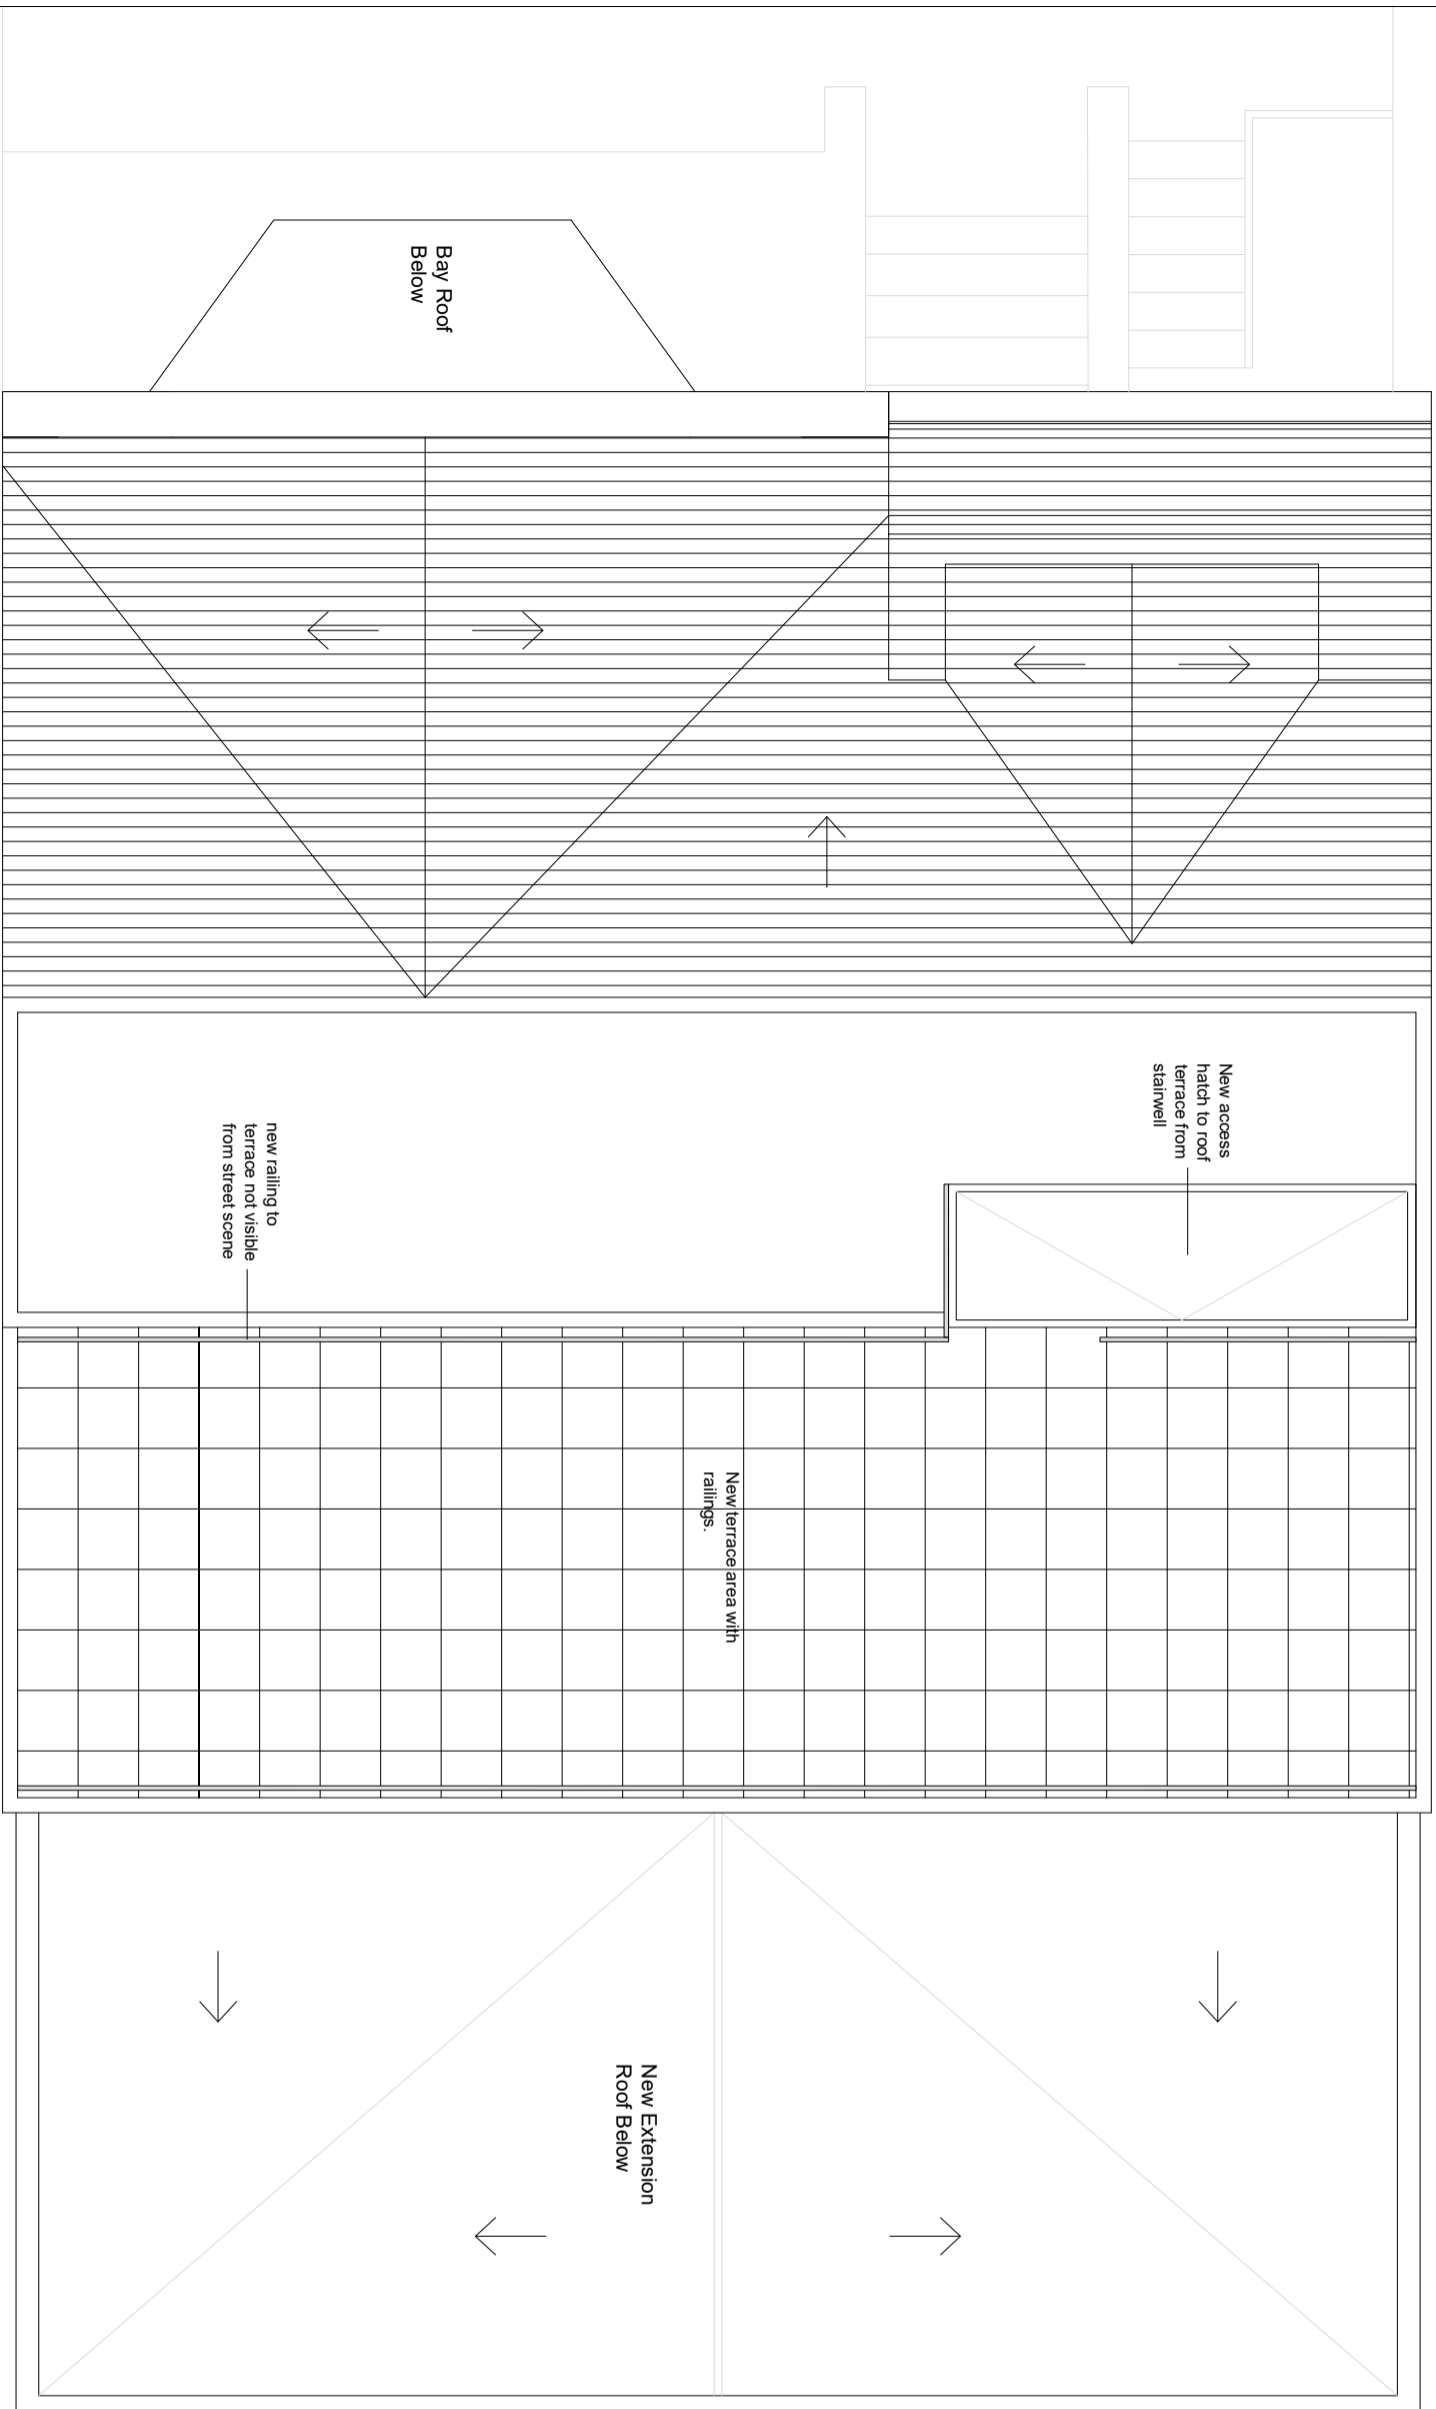 Bay Roof
Below
New access
hatch to roof
terrace from
stairwell
new railing to
terrace not visible
from street scene
New terrace area with
railings.
New Extension
Roof Below